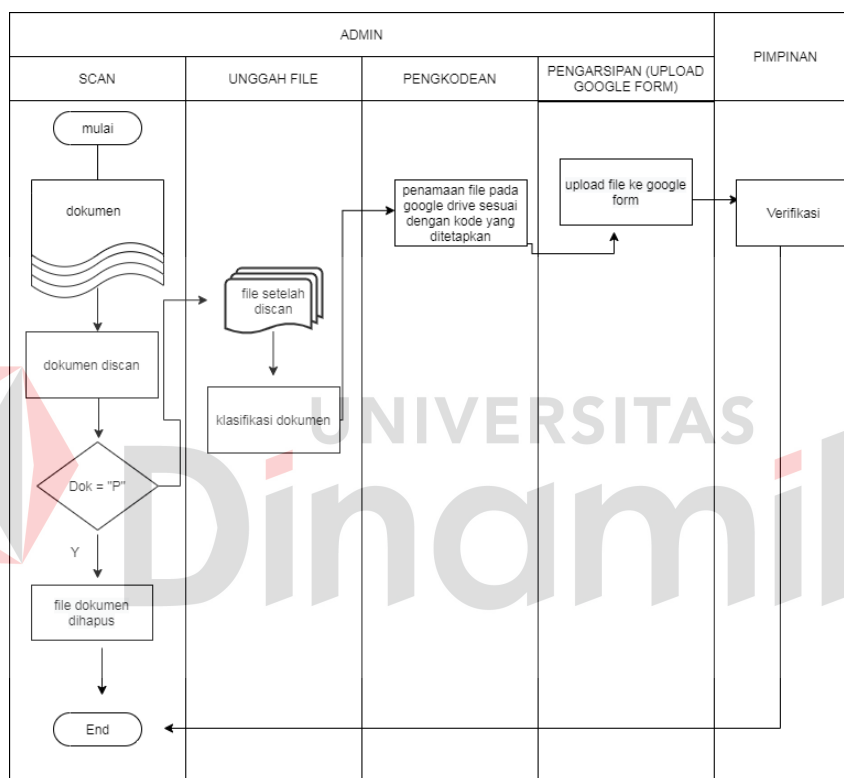 ADMIN
PIMPINAN
SCAN
UNGGAH FILE
PENGKODEAN
PENGARSIPAN (UPLOAD
GOOGLE FORM)
mulai
dokumen
dokumen discan
Dok = "P"
Y
file dokumen
dihapus
End
file setelah
discan
klasifikasi dokumen
penamaan file pada
google drive sesuai
dengan kode yang
ditetapkan
upload file ke google
form
Verifikasi
UNIVERSITAS
Dinamik